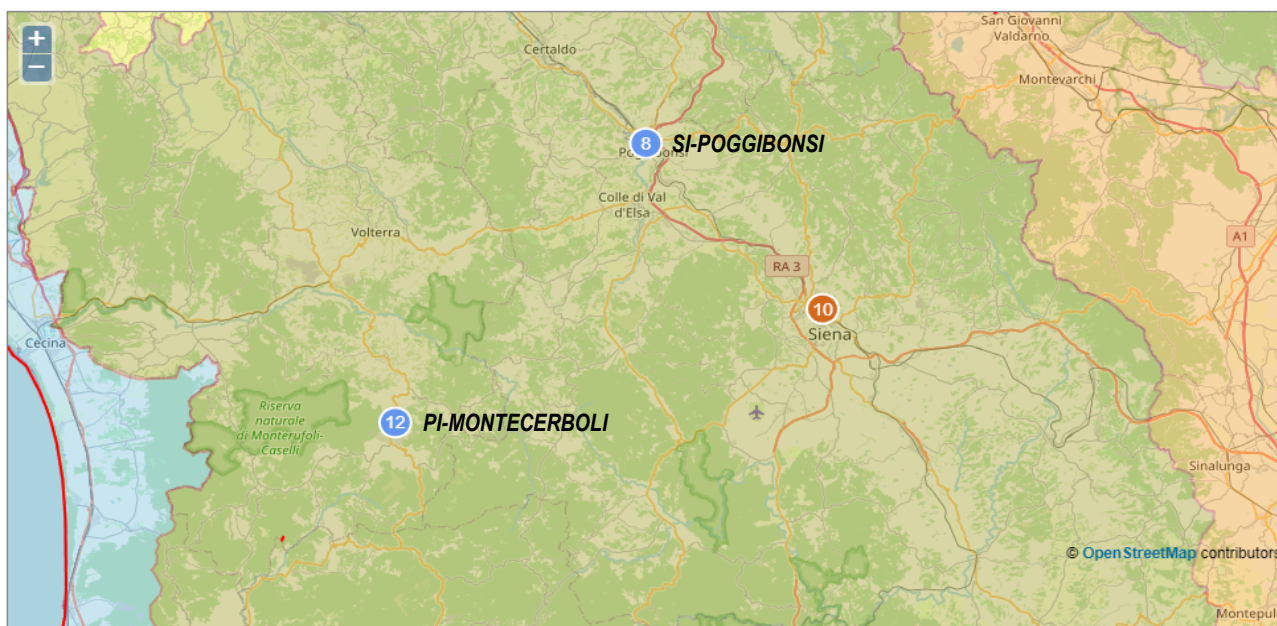 +
−
San Giovanni
Valdarno
Certaldo
Montevarchi
8
SI-POGGIBONSI
Colle di Val
d'Elsa
Volterra
A1
RA 3
10
Siena
Cecina
12
PI-MONTECERBOLI
Riserva
naturale
di Monterufoli-
Caselli
Sinalunga
© OpenStreetMap contributors
Montepul